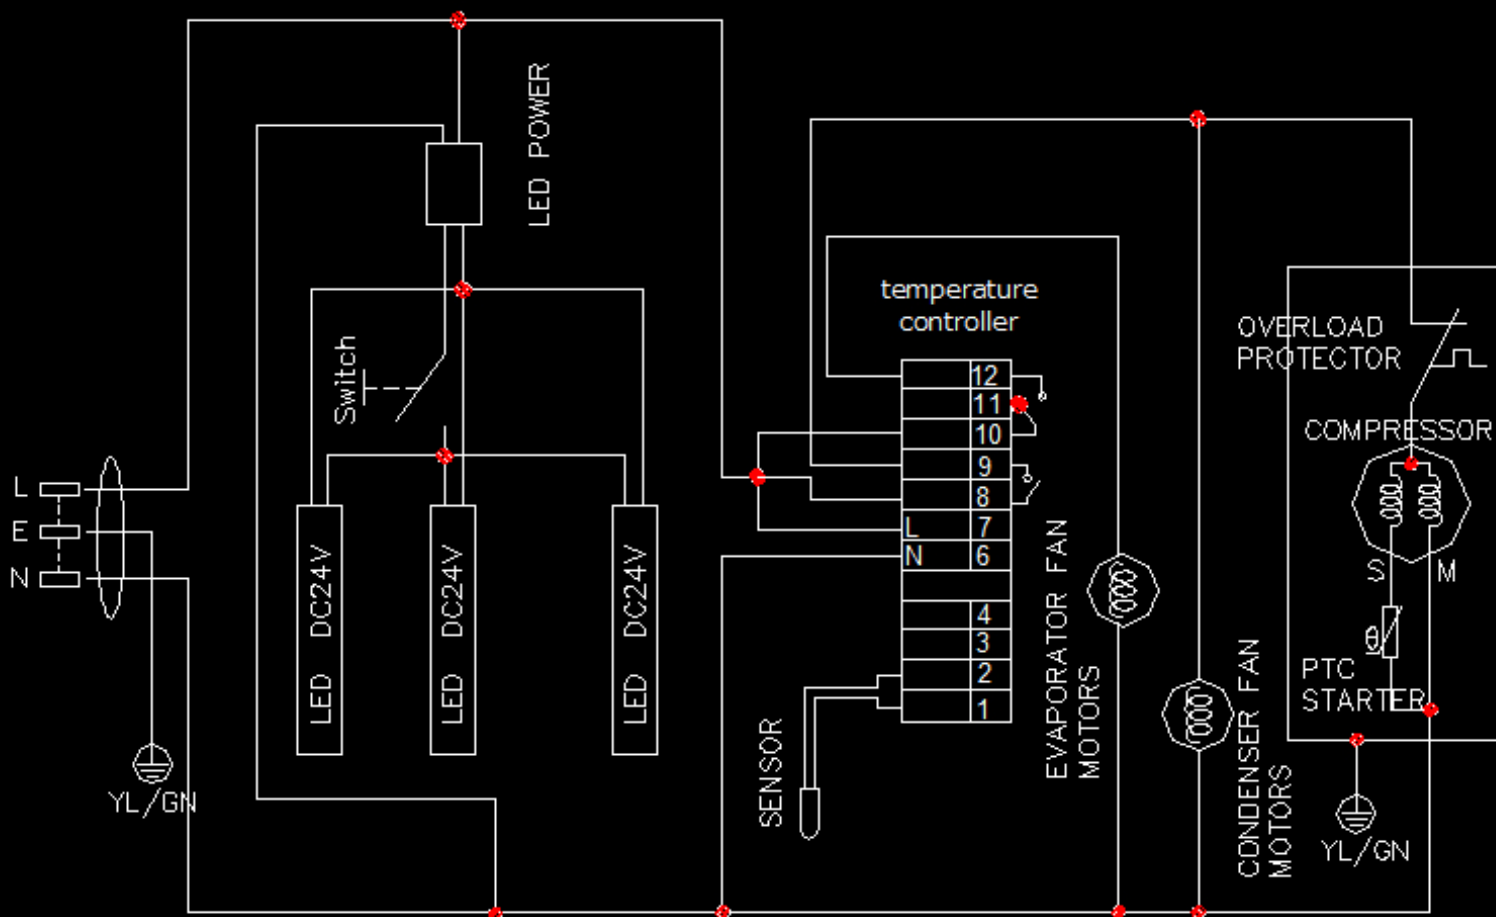 LED POWER
temperature
controller
Switch
OVERLOAD
PROTECTOR
COMPRESSOR
12
11
10
9
8
L 7
N 6
4
3
2
1
L
E
N
LED DC24V
LED DC24V
LED DC24V
YL/GN
SENSOR
EVAPORATOR FAN
MOTORS
CONDENSER FAN
MOTORS
S
M
θ
PTC
STARTER
YL/GN